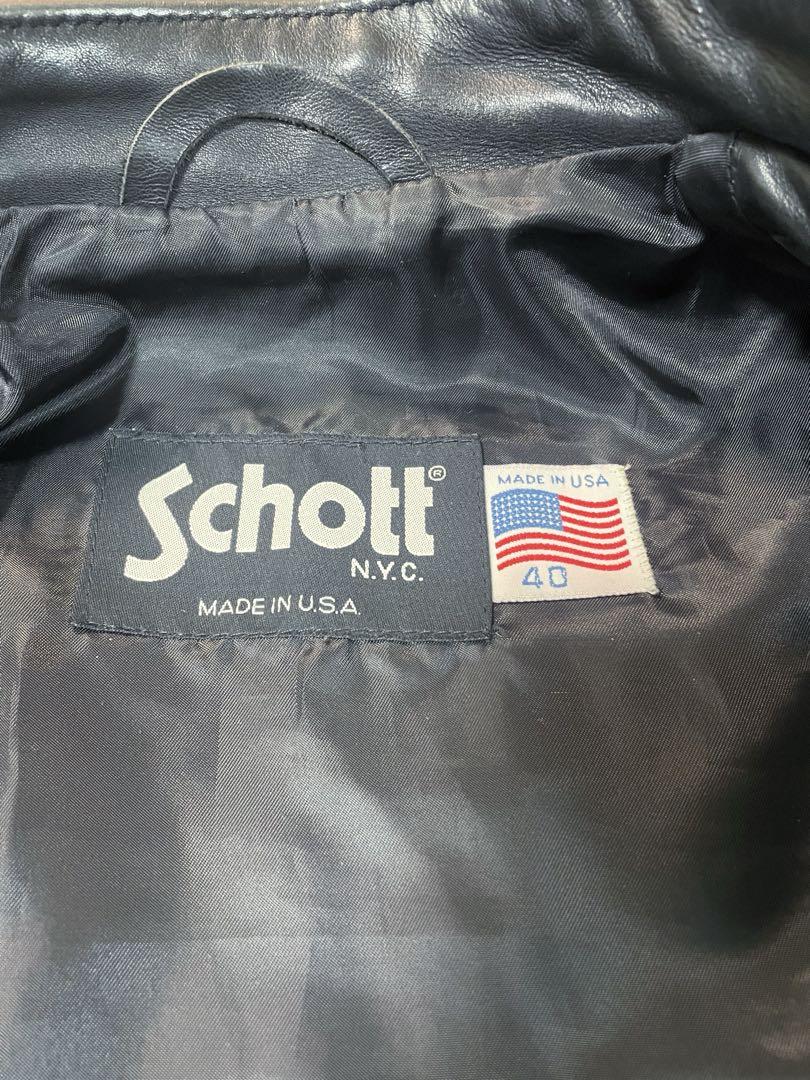 Schott®
N.Y.C.
MADE IN U.S.A.
MADE IN USA
40